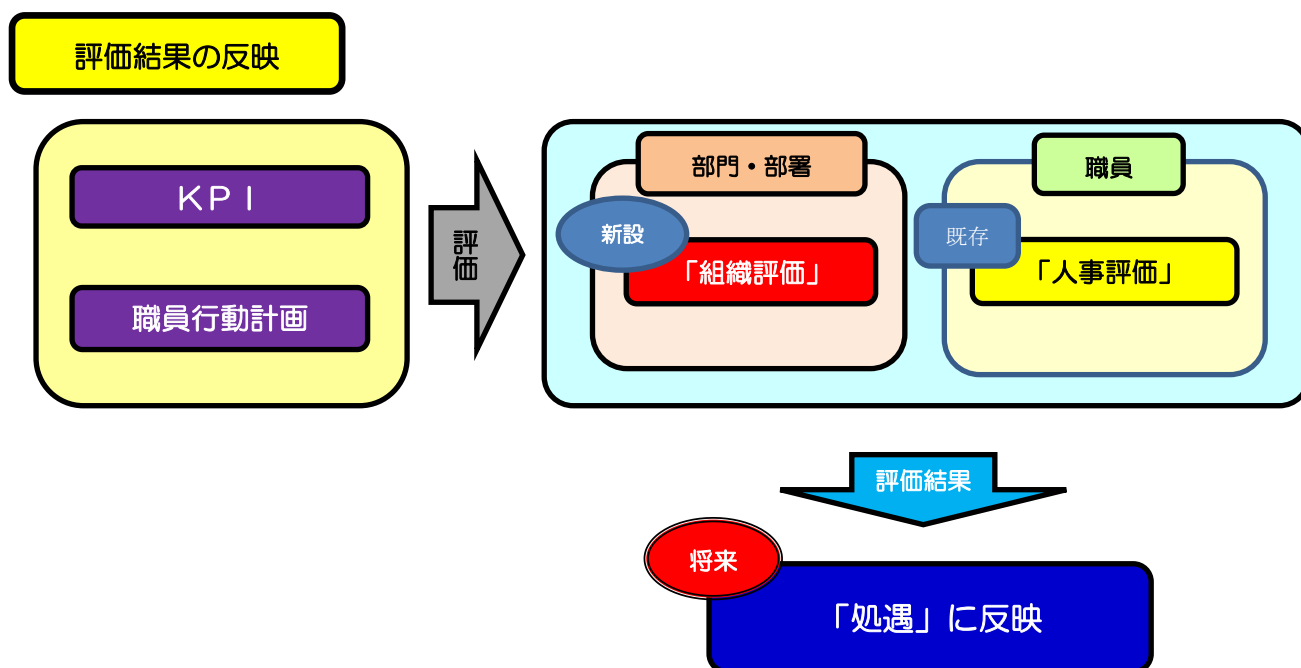 評価結果の反映
KPI
職員行動計画
評価
部門・部署
新設
「組織評価」
職員
既存
「人事評価」
評価結果
将来
「処遇」に反映